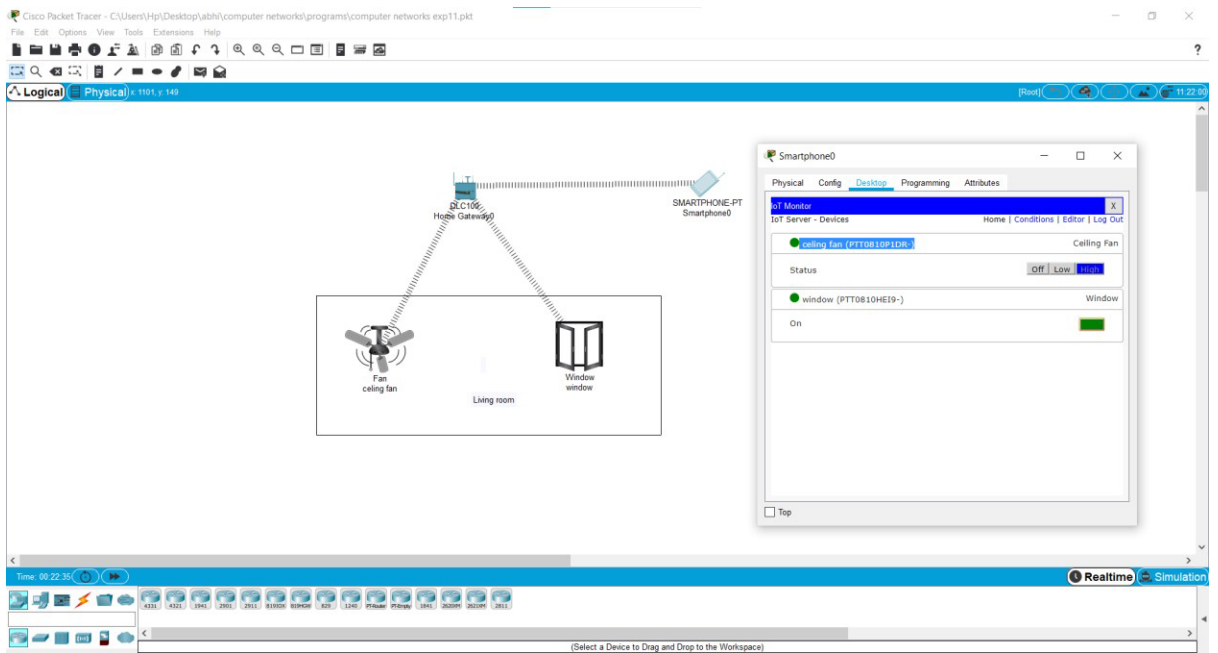 Cisco Packet Tracer - C:\Users\Hp\Desktop\abhi\computer networks\programs\computer networks exp11.pkt
File Edit Options View Tools Extensions Help
?
Logical Physical x: 1101, y: 149 [Root] 11:22:00
DLC100
Home Gateway0
SMARTPHONE-PT
Smartphone0
Fan
celing fan
Window
window
Living room
Smartphone0
Physical Config Desktop Programming Attributes
IoT Monitor X
IoT Server - Devices Home | Conditions | Editor | Log Out
celing fan (PTT0810P1DR-) Ceiling Fan
Status Off Low High
window (PTT0810HEI9-) Window
On
Top
Time: 00:22:35 Realtime Simulation
4331 4321 1941 2901 2911 819IOX 819HGW 829 1240 PT-Router PT-Empty 1841 2620XM 2621XM 2811
(Select a Device to Drag and Drop to the Workspace)